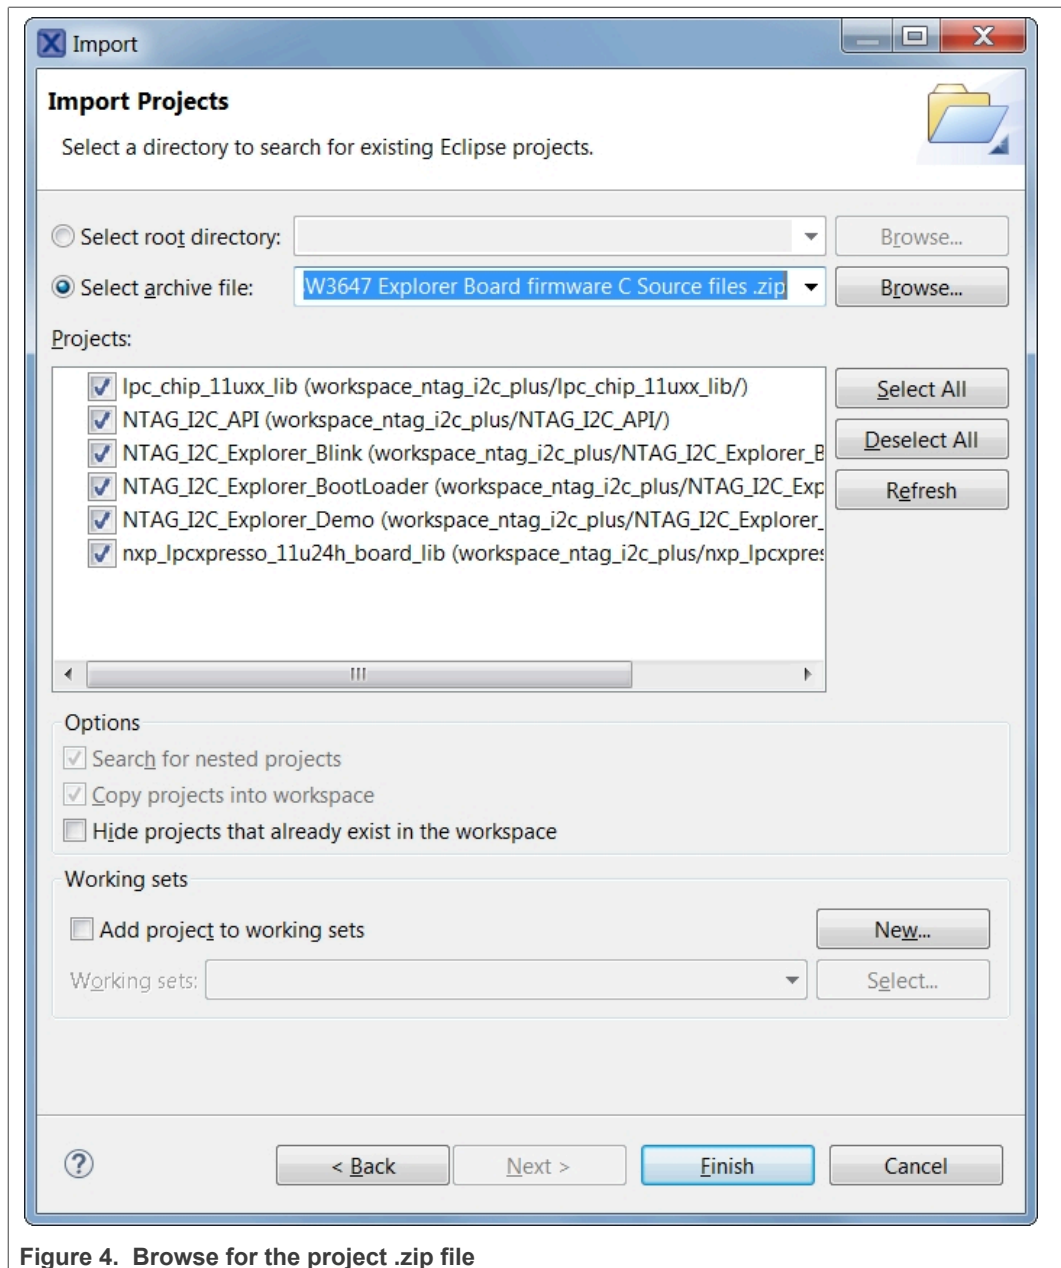 Import
Import Projects
Select a directory to search for existing Eclipse projects.
Select root directory:
Browse...
Select archive file:
W3647 Explorer Board firmware C Source files .zip
Browse...
Projects:
lpc_chip_11uxx_lib (workspace_ntag_i2c_plus/lpc_chip_11uxx_lib/)
NTAG_I2C_API (workspace_ntag_i2c_plus/NTAG_I2C_API/)
NTAG_I2C_Explorer_Blink (workspace_ntag_i2c_plus/NTAG_I2C_Explorer_B
NTAG_I2C_Explorer_BootLoader (workspace_ntag_i2c_plus/NTAG_I2C_Exp
NTAG_I2C_Explorer_Demo (workspace_ntag_i2c_plus/NTAG_I2C_Explorer_
nxp_lpcxpresso_11u24h_board_lib (workspace_ntag_i2c_plus/nxp_lpcxpres
Select All
Deselect All
Refresh
Options
Search for nested projects
Copy projects into workspace
Hide projects that already exist in the workspace
Working sets
Add project to working sets
New...
Working sets:
Select...
< Back
Next >
Finish
Cancel
Figure 4. Browse for the project .zip file